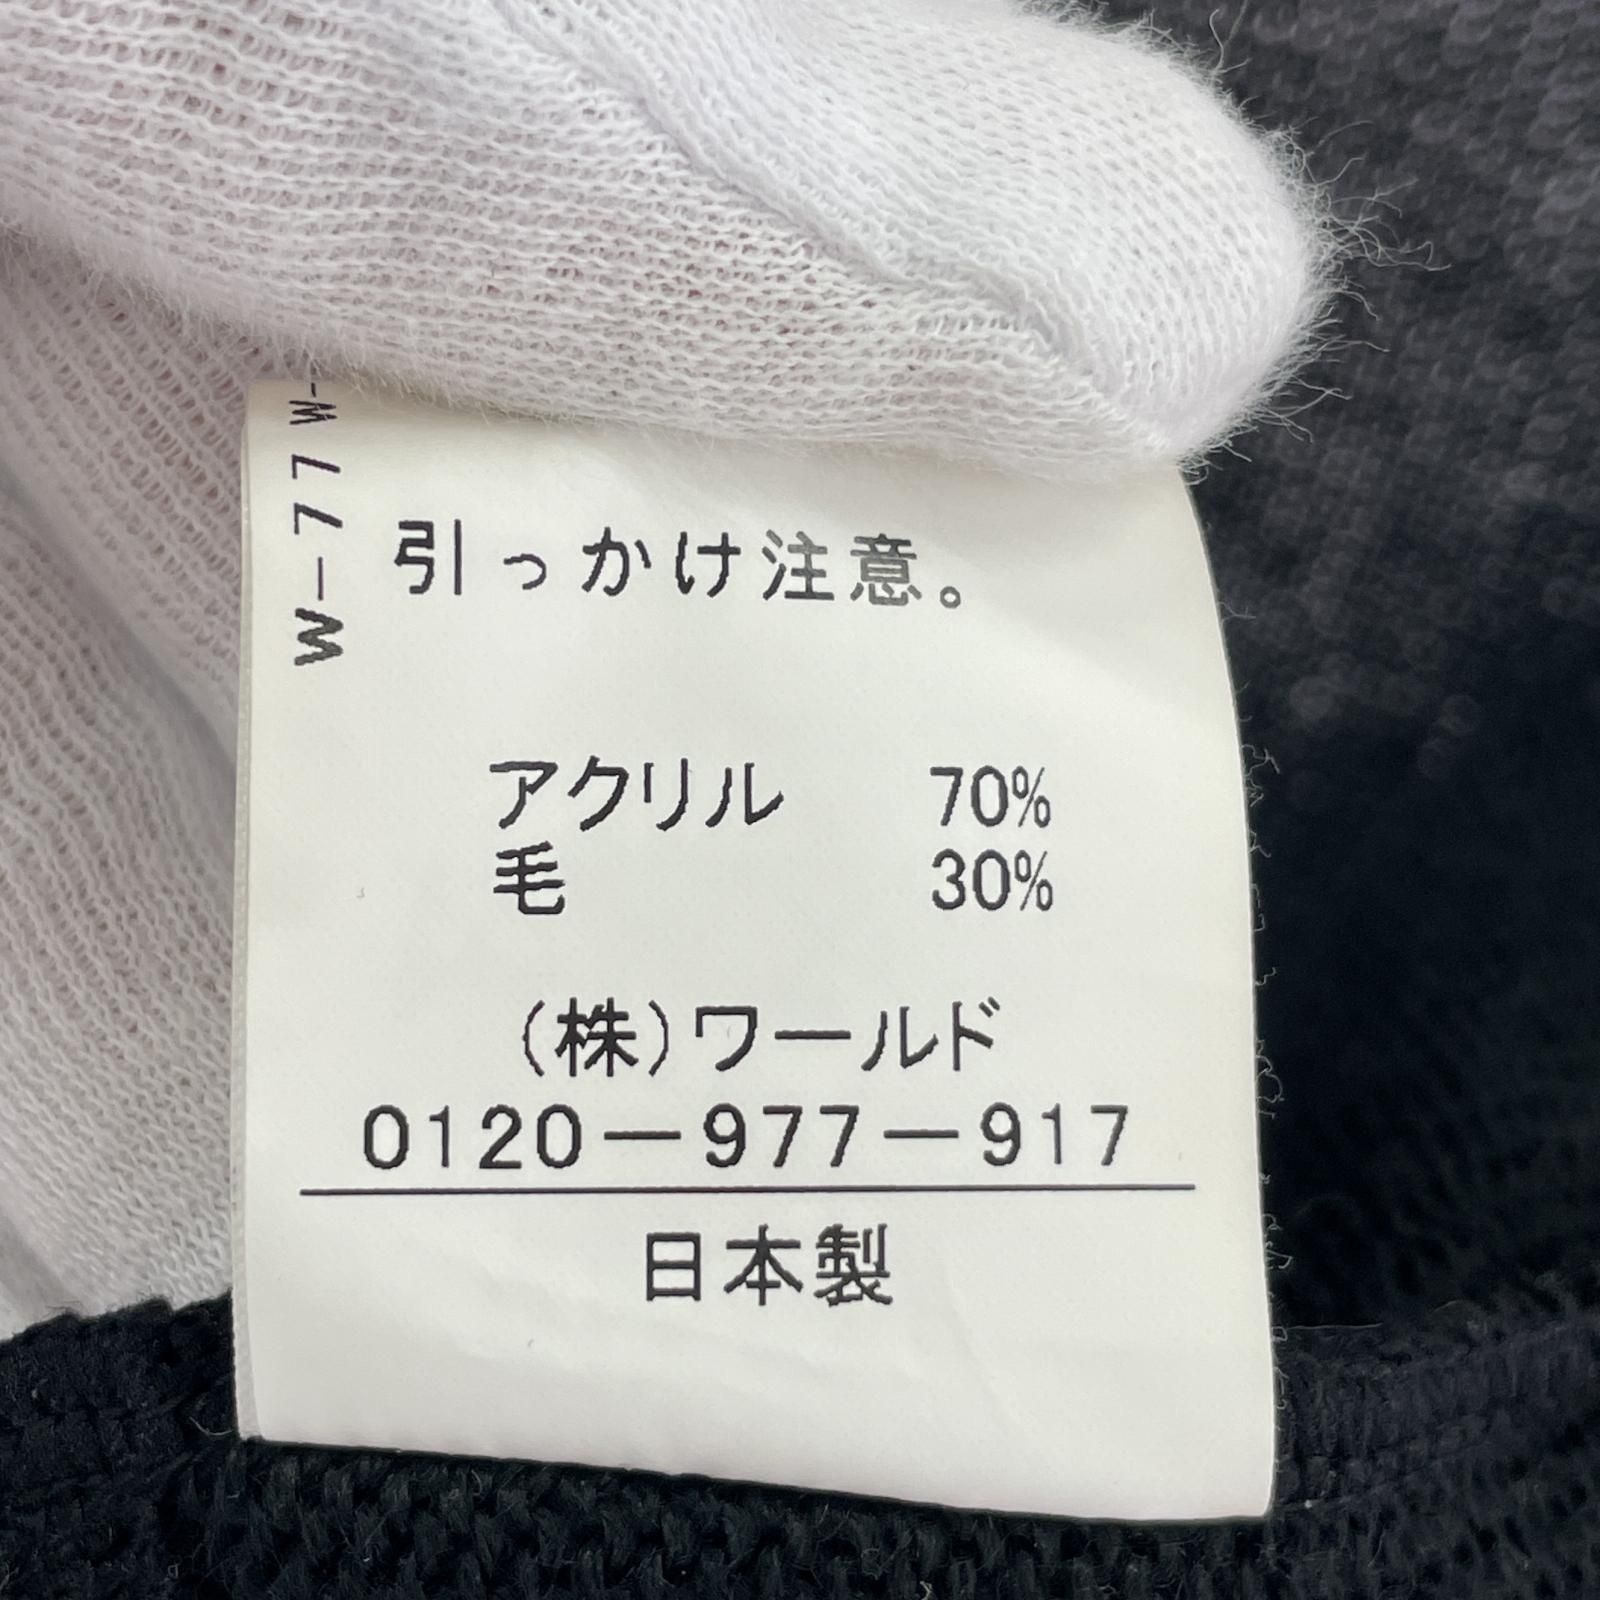 W-77 W-
引っかけ注意。
アクリル 70%
毛 30%
(株)ワールド
0120-977-917
日本製